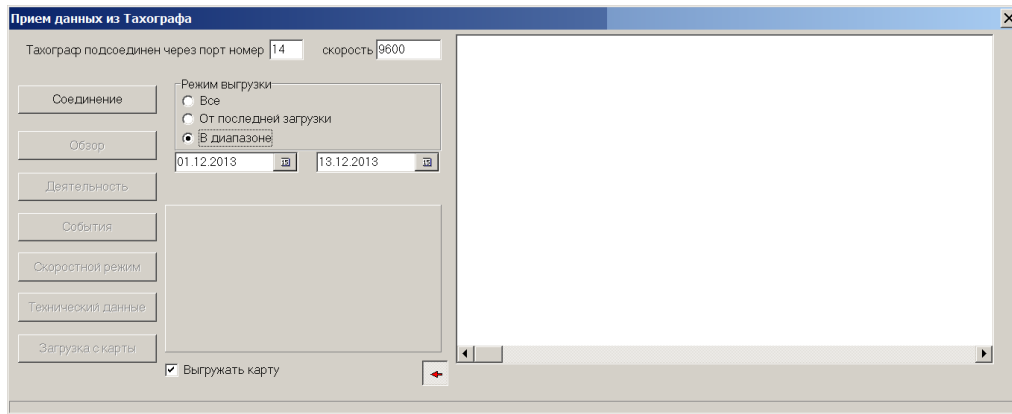 Прием данных из Тахографа
Тахограф подсоединен через порт номер 14 скорость 9600
Режим выгрузки
Соединение
Все
От последней загрузки
Обзор
В диапазоне
01.12.2013 13.12.2013
Деятельность
События
Скоростной режим
Технический данные
Загрузка с карты
Выгружать карту